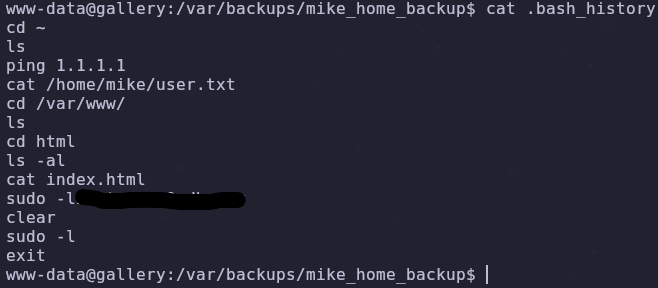 www-data@gallery:/var/backups/mike_home_backup$ cat .bash_history
cd ~
ls
ping 1.1.1.1
cat /home/mike/user.txt
cd /var/www/
ls
cd html
ls -al
cat index.html
sudo -l
clear
sudo -l
exit
www-data@gallery:/var/backups/mike_home_backup$